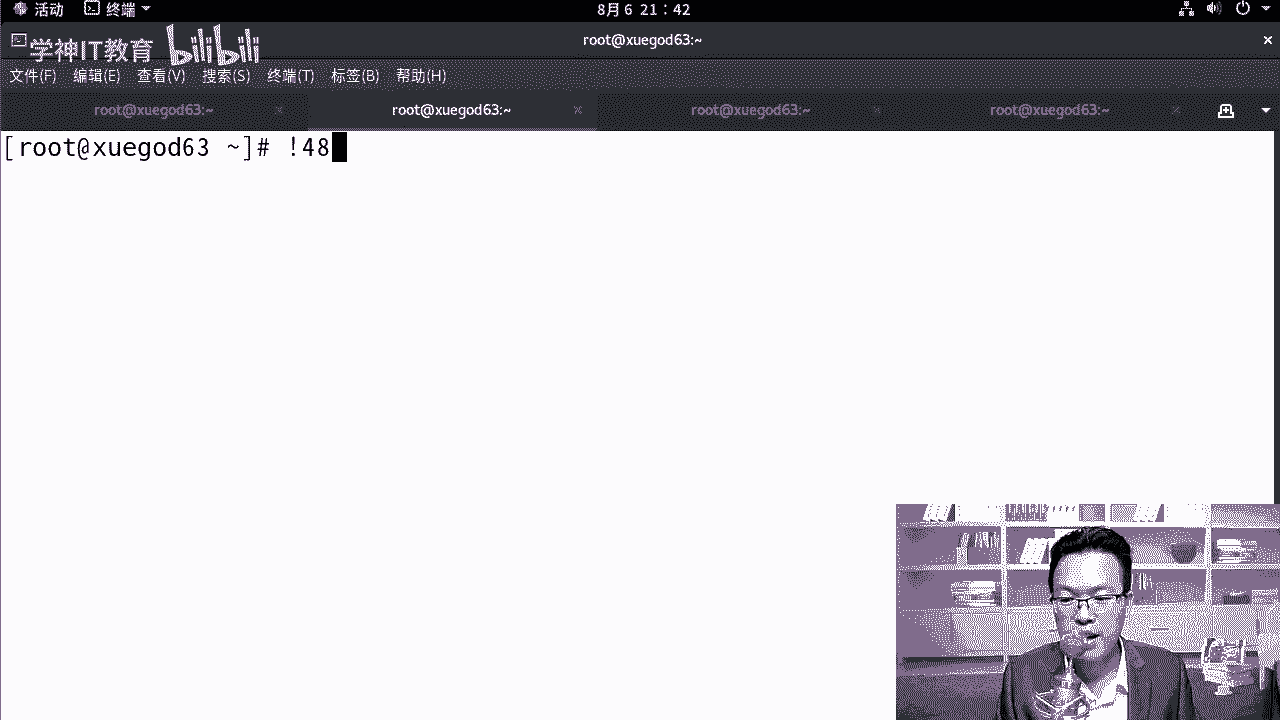 活动 终端 8月 6 21：42
学神IT教育 bilibili
root@xuegod63:~
文件(F) 编辑(E) 查看(V) 搜索(S) 终端(T) 标签(B) 帮助(H)
root@xuegod63:~ root@xuegod63:~ root@xuegod63:~ root@xuegod63:~
[root@xuegod63 ~]# !48